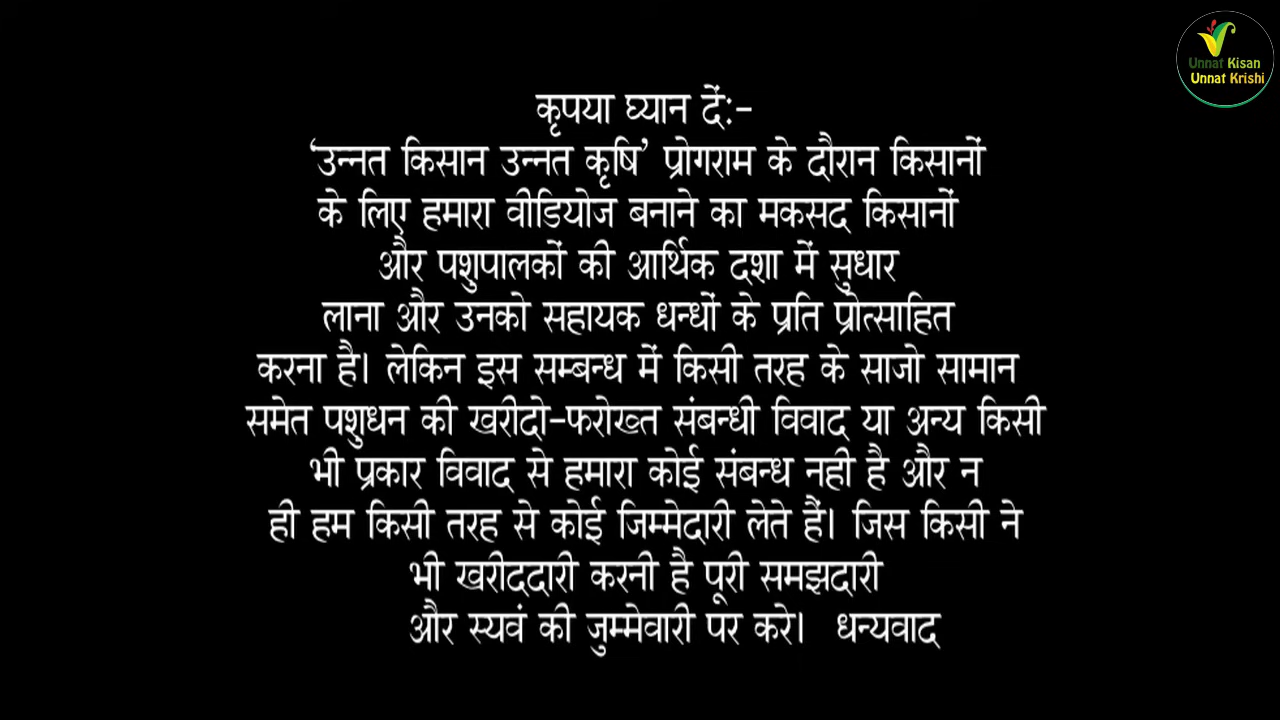 Unnat Kisan
Unnat Krishi
कृपया घ्यान देंः-
‘उन्नत किसान उन्नत कृषि’ प्रोगराम के दौरान किसानों
के लिए हमारा वीडियोज बनाने का मकसद किसानों
और पशुपालकों की आर्थिक दशा में सुधार
लाना और उनको सहायक धन्धों के प्रति प्रोत्साहित
करना है। लेकिन इस सम्बन्ध में किसी तरह के साजो सामान
समेत पशुधन की खरीदो-फरोख्त संबन्धी विवाद या अन्य किसी
भी प्रकार विवाद से हमारा कोई संबन्ध नही है और न
ही हम किसी तरह से कोई जिम्मेदारी लेते हैं। जिस किसी ने
भी खरीददारी करनी है पूरी समझदारी
और स्यवं की जुम्मेवारी पर करे। धन्यवाद